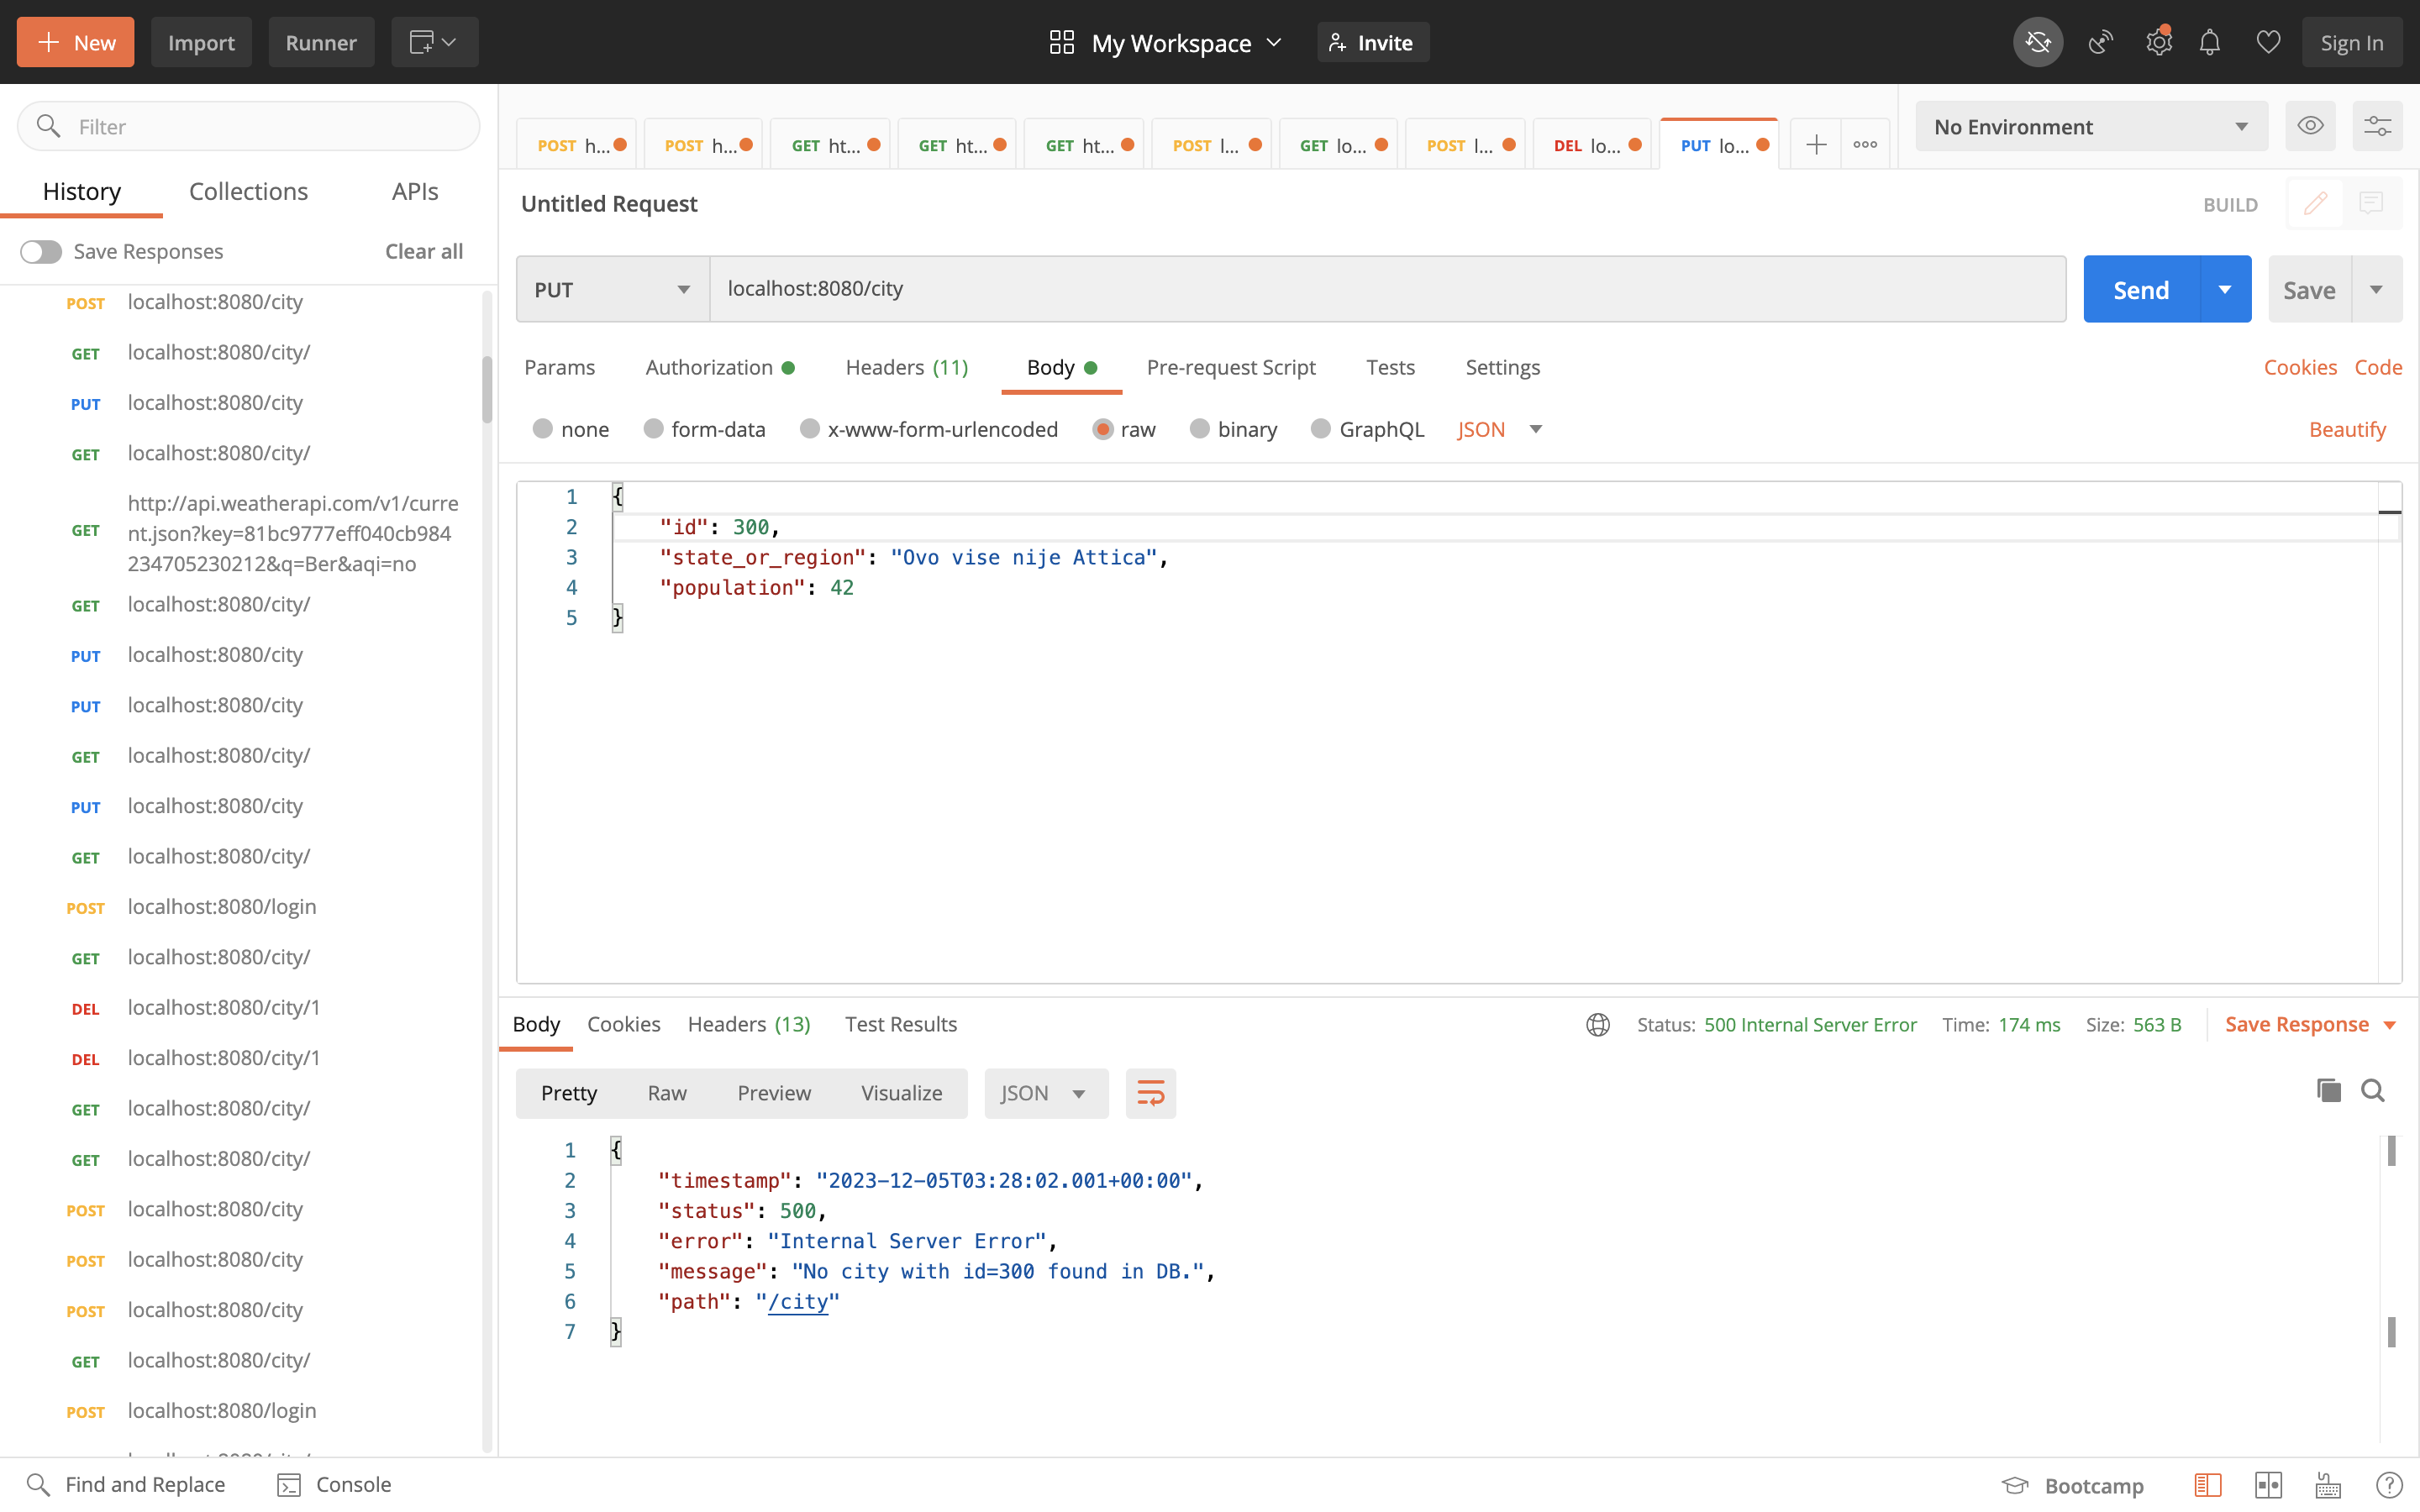 New
Import
Runner
My Workspace
Invite
Sign In
Filter
History
Collections
APIs
Save Responses
Clear all
POST localhost:8080/city
GET localhost:8080/city/
PUT localhost:8080/city
GET localhost:8080/city/
GET http://api.weatherapi.com/v1/curre
nt.json?key=81bc9777eff040cb984
234705230212&q=Ber&aqi=no
GET localhost:8080/city/
PUT localhost:8080/city
PUT localhost:8080/city
GET localhost:8080/city/
PUT localhost:8080/city
GET localhost:8080/city/
POST localhost:8080/login
GET localhost:8080/city/
DEL localhost:8080/city/1
DEL localhost:8080/city/1
GET localhost:8080/city/
GET localhost:8080/city/
POST localhost:8080/city
POST localhost:8080/city
POST localhost:8080/city
GET localhost:8080/city/
POST localhost:8080/login
POST h...
POST h...
GET ht...
GET ht...
GET ht...
POST l...
GET lo...
POST l...
DEL lo...
PUT lo...
No Environment
Untitled Request
BUILD
PUT
localhost:8080/city
Send
Save
Params
Authorization
Headers (11)
Body
Pre-request Script
Tests
Settings
Cookies
Code
none
form-data
x-www-form-urlencoded
raw
binary
GraphQL
JSON
Beautify
1 {
2 "id": 300,
3 "state_or_region": "Ovo vise nije Attica",
4 "population": 42
5 }
Body
Cookies
Headers (13)
Test Results
Status: 500 Internal Server Error
Time: 174 ms
Size: 563 B
Save Response
Pretty
Raw
Preview
Visualize
JSON
1 {
2 "timestamp": "2023-12-05T03:28:02.001+00:00",
3 "status": 500,
4 "error": "Internal Server Error",
5 "message": "No city with id=300 found in DB.",
6 "path": "/city"
7 }
Find and Replace
Console
Bootcamp